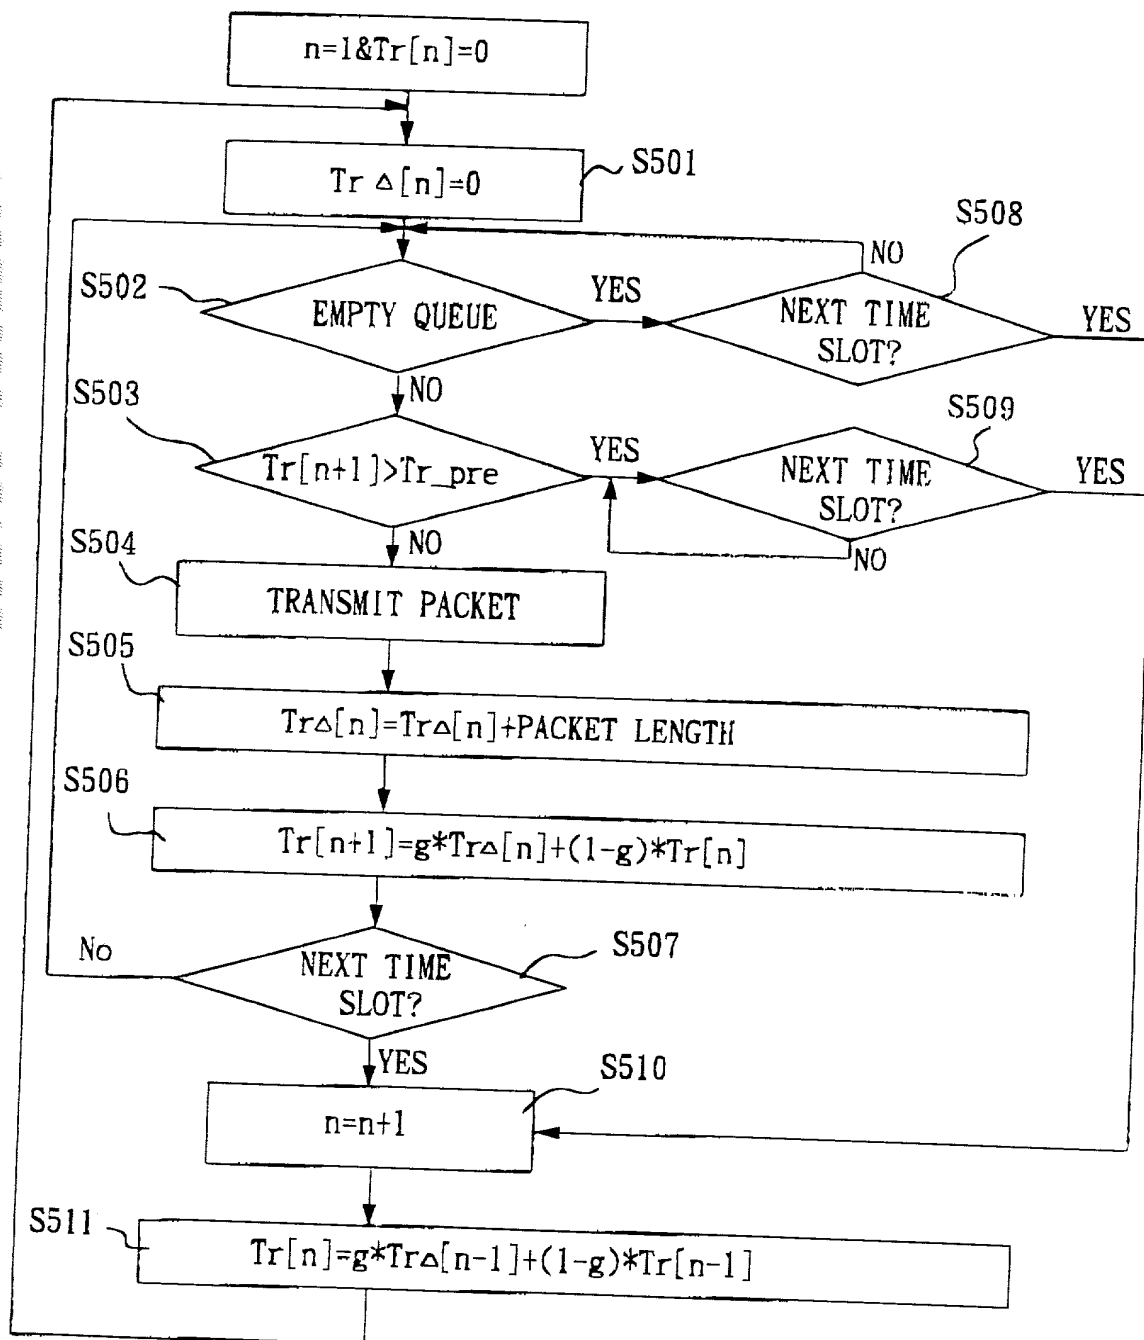 n=1&Tr[n]=0
Tr △[n]=0
S501
S508
NO
S502
EMPTY QUEUE
YES
NEXT TIME
SLOT?
YES
NO
S503
S509
Tr[n+1]>Tr_pre
YES
NEXT TIME
SLOT?
YES
NO
NO
S504
TRANSMIT PACKET
S505
Tr△[n]=Tr△[n]+PACKET LENGTH
S506
Tr[n+1]=g*Tr△[n]+(1-g)*Tr[n]
No
NEXT TIME
SLOT?
S507
YES
S510
n=n+1
S511
Tr[n]=g*Tr△[n-1]+(1-g)*Tr[n-1]